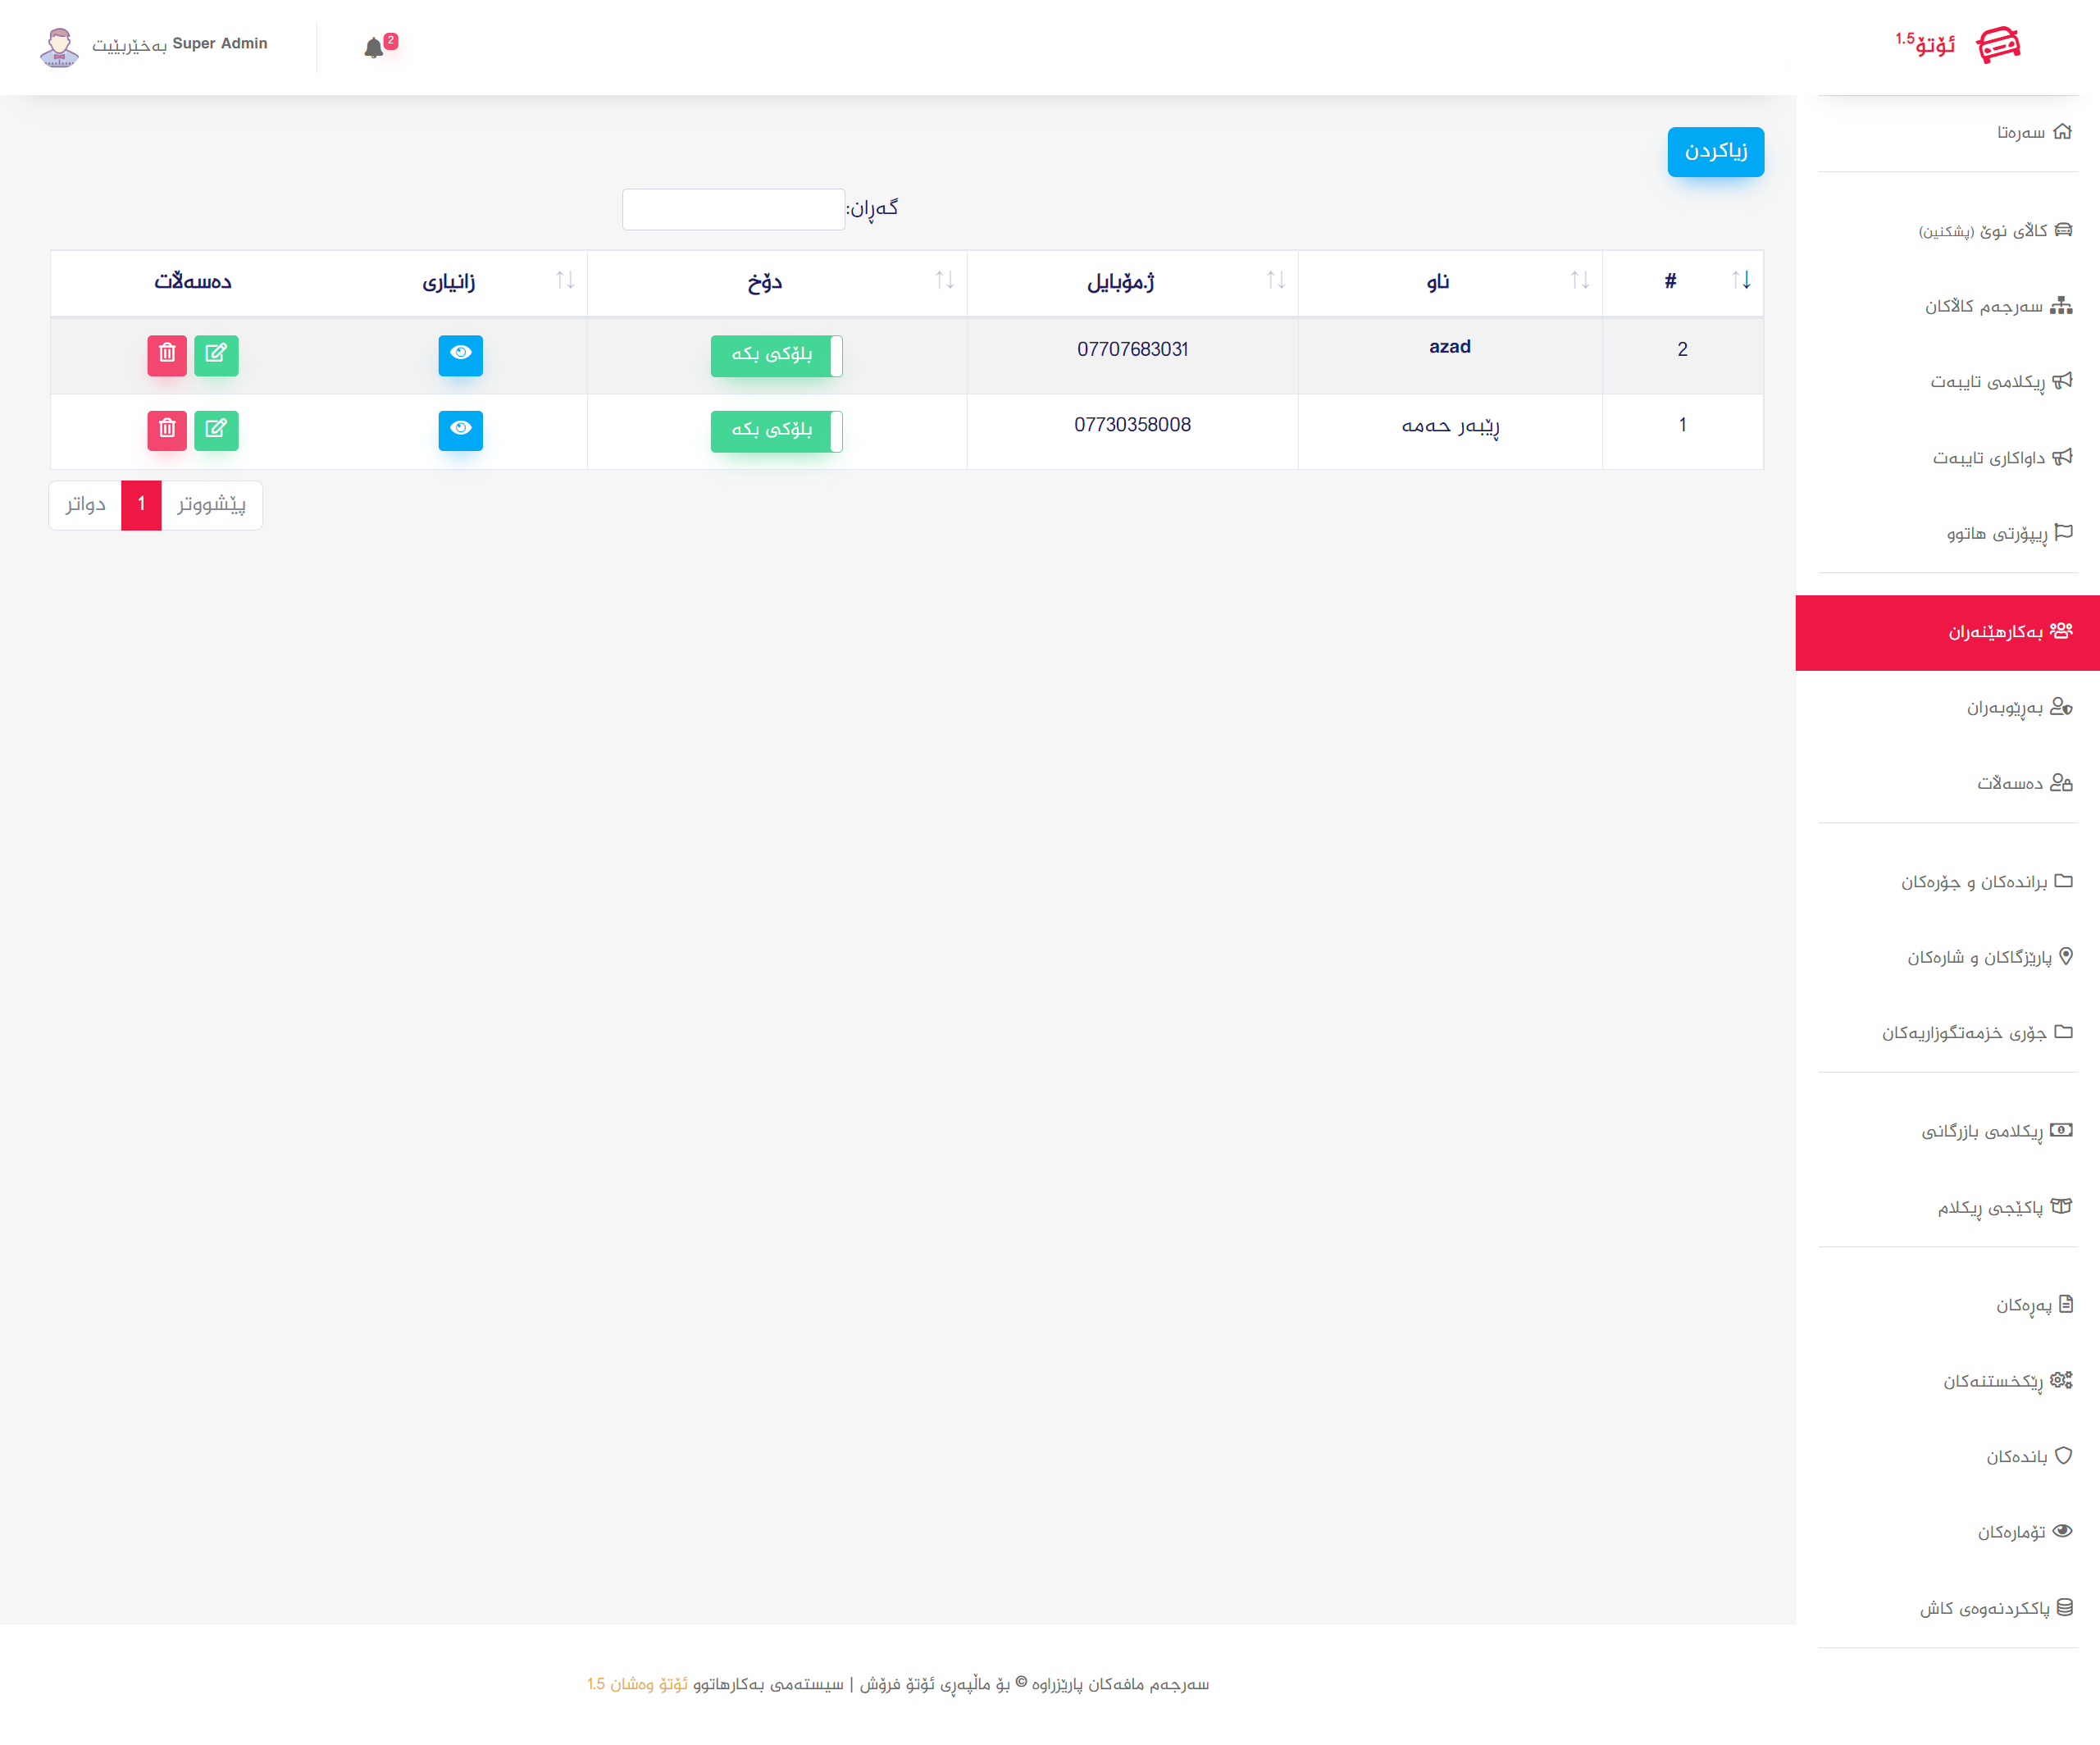 ئۆتۆ1.5
2
Super Admin بەخێربێیت
سەرەتا
کاڵای نوێ (پشکنین)
سەرجەم کاڵاکان
ڕیکلامی تایبەت
داواکاری تایبەت
ڕیپۆرتی هاتوو
بەکارهێنەران
بەڕێوبەران
دەسەڵات
براندەکان و جۆرەکان
پارێزگاکان و شارەکان
جۆری خزمەتگوزاریەکان
ڕیکلامی بازرگانی
پاکێجی ڕیکلام
پەڕەکان
ڕێکخستنەکان
باندەکان
تۆمارەکان
پاککردنەوەی کاش
زیاکردن
گەڕان:
# ناو ژ.مۆبایل دۆخ زانیاری دەسەڵات
2 azad 07707683031 بلۆکی بکە
1 ڕێبەر حەمە 07730358008 بلۆکی بکە
پێشووتر 1 دواتر
سەرجەم مافەکان پارێزراوە © بۆ ماڵپەڕی ئۆتۆ فرۆش | سیستەمی بەکارهاتوو ئۆتۆ وەشان 1.5